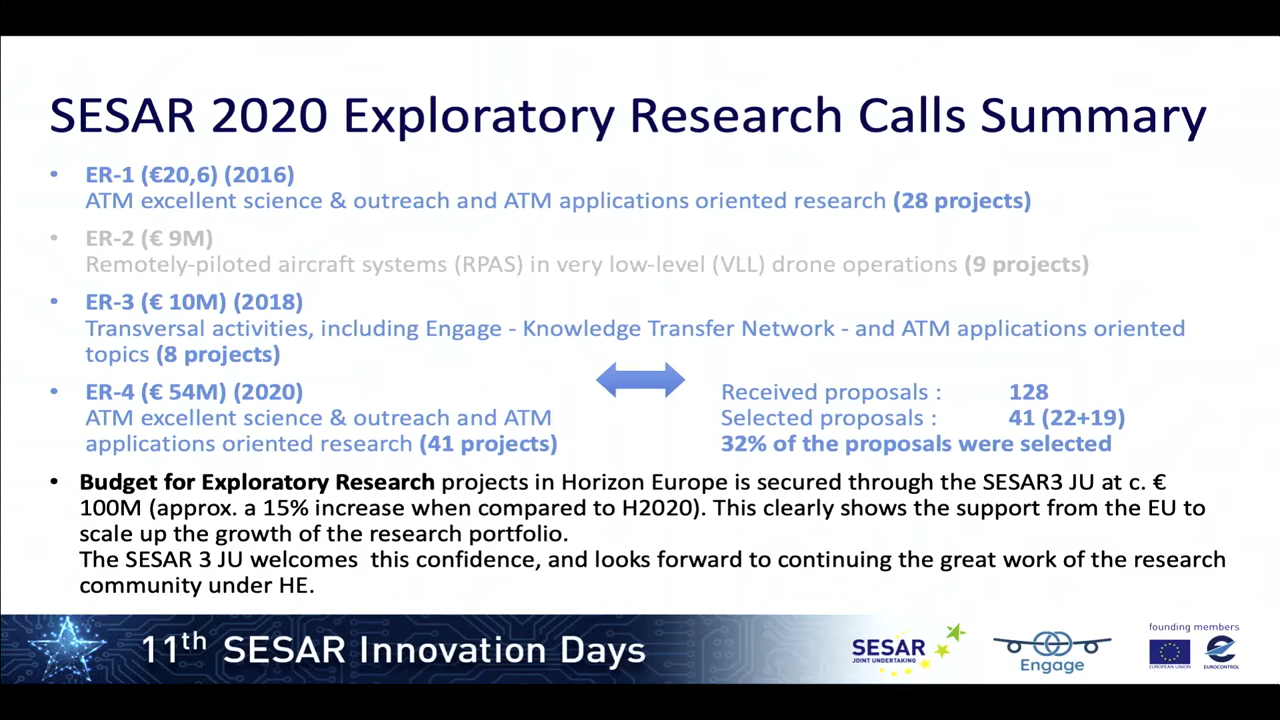 SESAR 2020 Exploratory Research Calls Summary
• ER-1 (€20,6) (2016)
ATM excellent science & outreach and ATM applications oriented research (28 projects)
• ER-2 (€ 9M)
Remotely-piloted aircraft systems (RPAS) in very low-level (VLL) drone operations (9 projects)
• ER-3 (€ 10M) (2018)
Transversal activities, including Engage - Knowledge Transfer Network - and ATM applications oriented
topics (8 projects)
• ER-4 (€ 54M) (2020)
ATM excellent science & outreach and ATM
applications oriented research (41 projects)
Received proposals : 128
Selected proposals : 41 (22+19)
32% of the proposals were selected
• Budget for Exploratory Research projects in Horizon Europe is secured through the SESAR3 JU at c. €
100M (approx. a 15% increase when compared to H2020). This clearly shows the support from the EU to
scale up the growth of the research portfolio.
The SESAR 3 JU welcomes  this confidence, and looks forward to continuing the great work of the research
community under HE.
11th SESAR Innovation Days
SESAR
JOINT UNDERTAKING
Engage
founding members
EUROPEAN UNION
EUROCONTROL